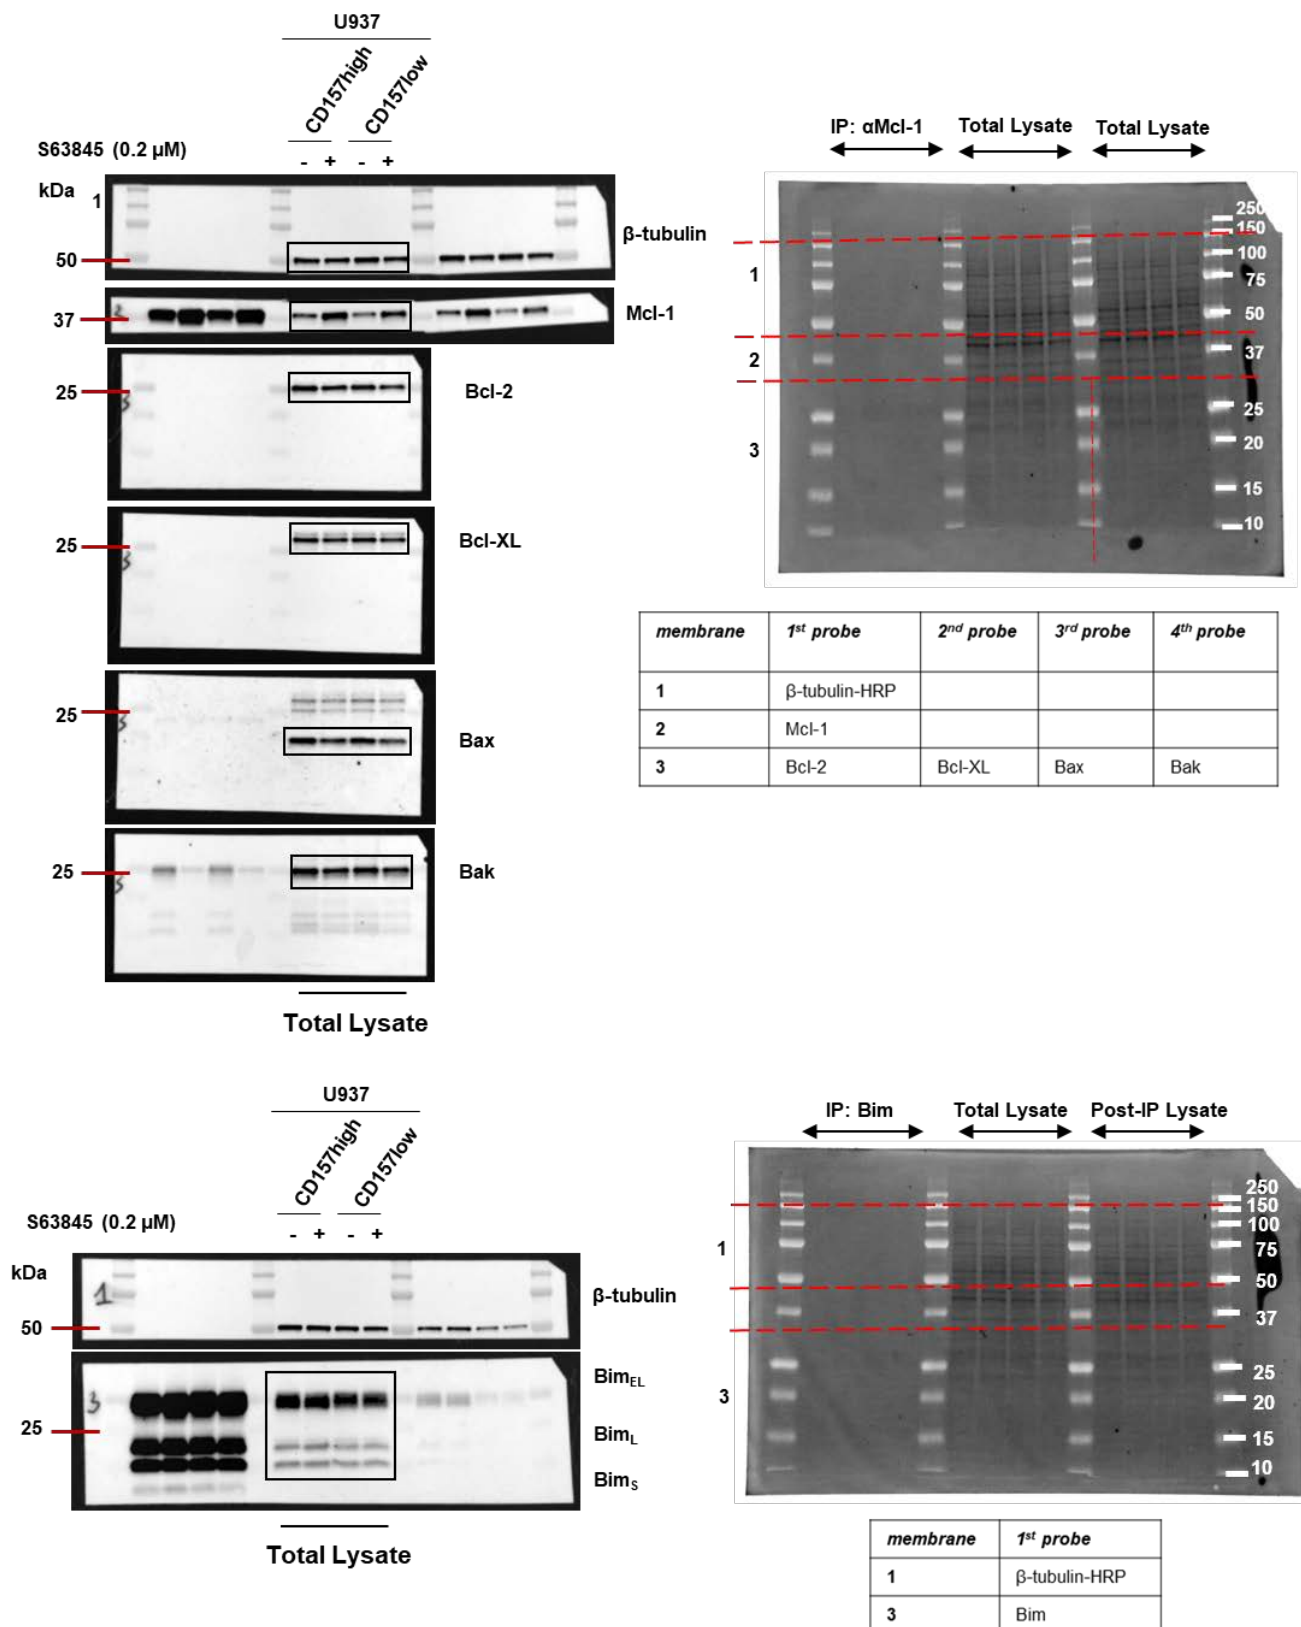 U937
CD157high
CD157low
S63845 (0.2 µM)
- + - +
kDa
1
β-tubulin
50
2
37
Mcl-1
25
Bcl-2
3
25
Bcl-XL
3
25
Bax
3
25
Bak
3
Total Lysate
IP: αMcl-1
Total Lysate
Total Lysate
250
150
100
1
75
50
37
2
25
20
3
15
10
membrane 1st probe 2nd probe 3rd probe 4th probe
1 β-tubulin-HRP
2 Mcl-1
3 Bcl-2 Bcl-XL Bax Bak
U937
CD157high
CD157low
S63845 (0.2 µM)
- + - +
kDa
1
β-tubulin
50
BimEL
3
25
BimL
BimS
Total Lysate
IP: Bim
Total Lysate
Post-IP Lysate
250
150
100
1
75
50
37
25
3
20
15
10
membrane 1st probe
1 β-tubulin-HRP
3 Bim